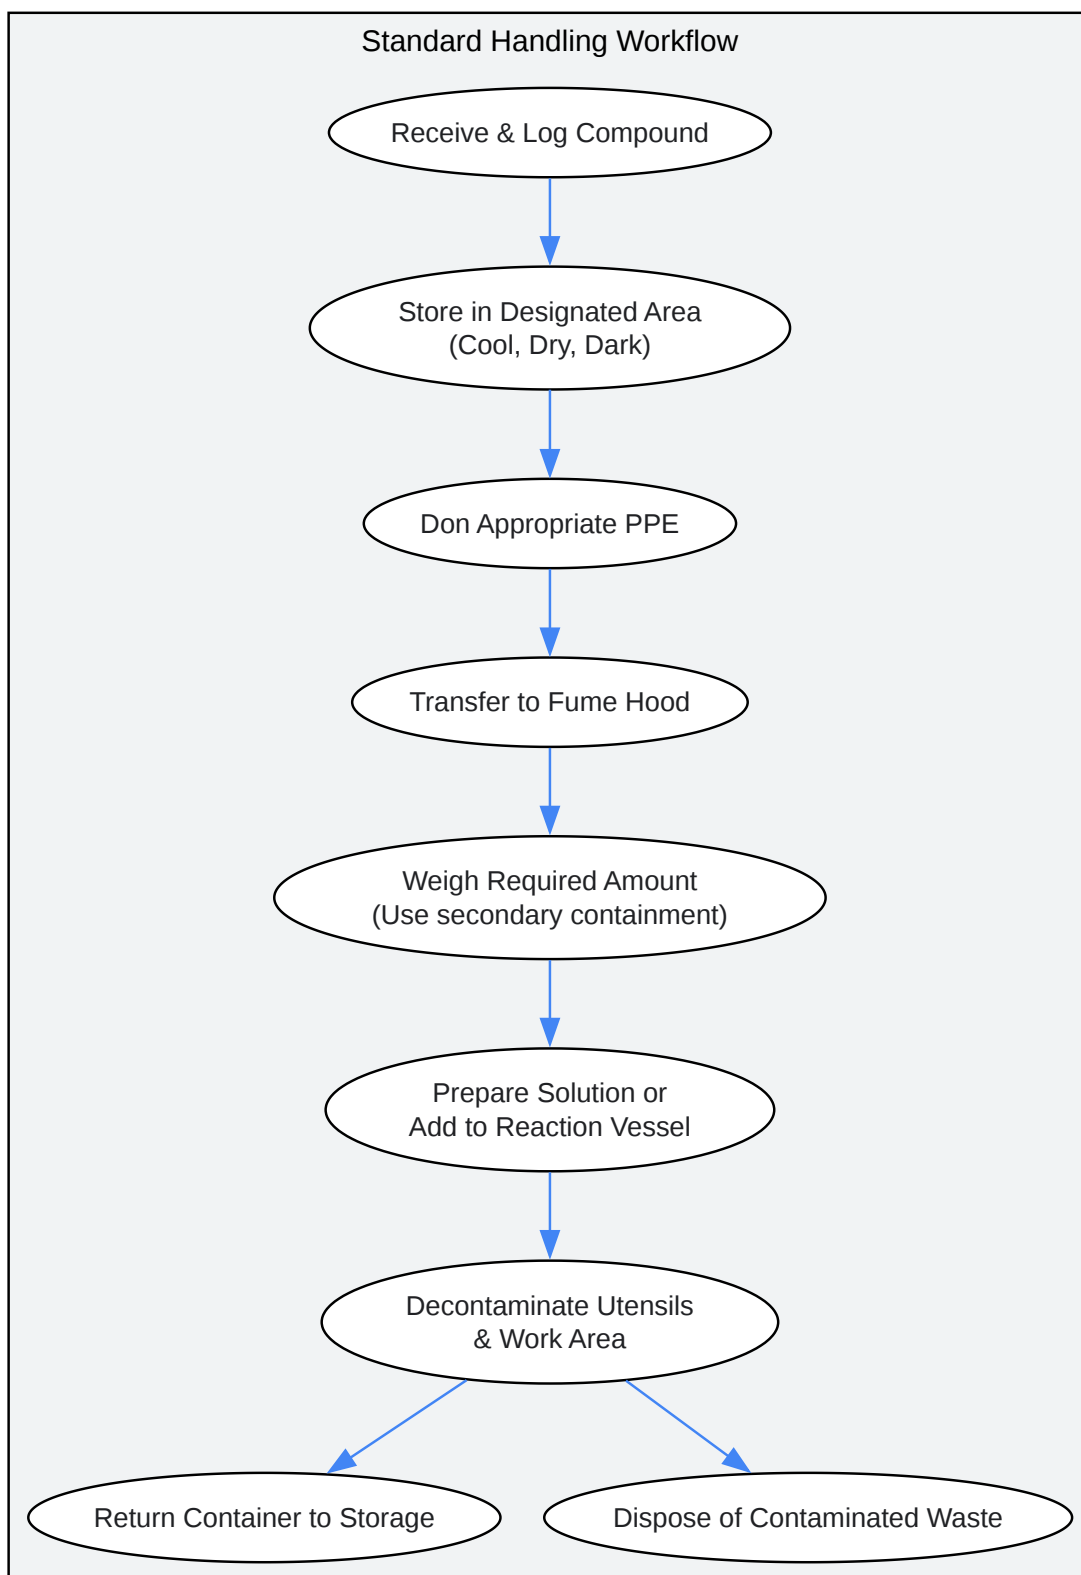 Standard Handling Workflow
Receive & Log Compound
Store in Designated Area
(Cool, Dry, Dark)
Don Appropriate PPE
Transfer to Fume Hood
Weigh Required Amount
(Use secondary containment)
Prepare Solution or
Add to Reaction Vessel
Decontaminate Utensils
& Work Area
Return Container to Storage
Dispose of Contaminated Waste